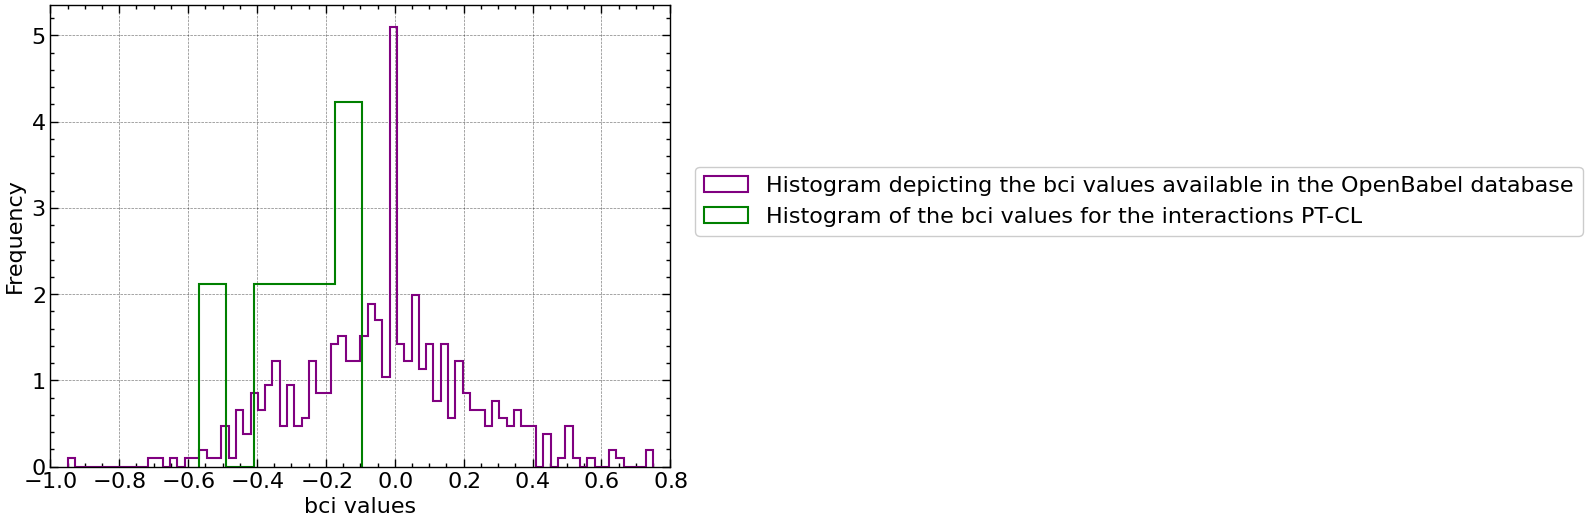 5
4
3
2
1
0
Frequency
−1.0 −0.8 −0.6 −0.4 −0.2 0.0 0.2 0.4 0.6 0.8
bci values
Histogram depicting the bci values available in the OpenBabel database
Histogram of the bci values for the interactions PT-CL